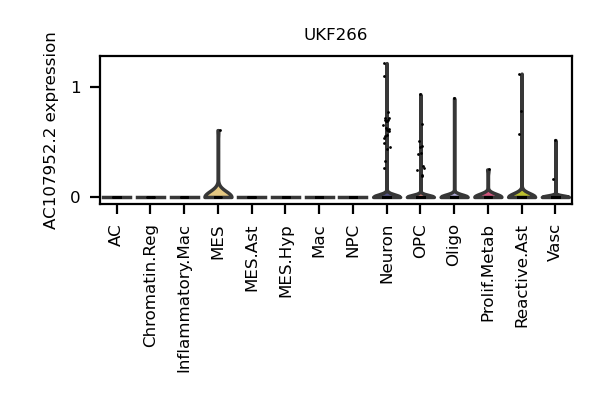 UKF266
AC107952.2 expression
1
0
AC
Chromatin.Reg
Inflammatory.Mac
MES
MES.Ast
MES.Hyp
Mac
NPC
Neuron
OPC
Oligo
Prolif.Metab
Reactive.Ast
Vasc